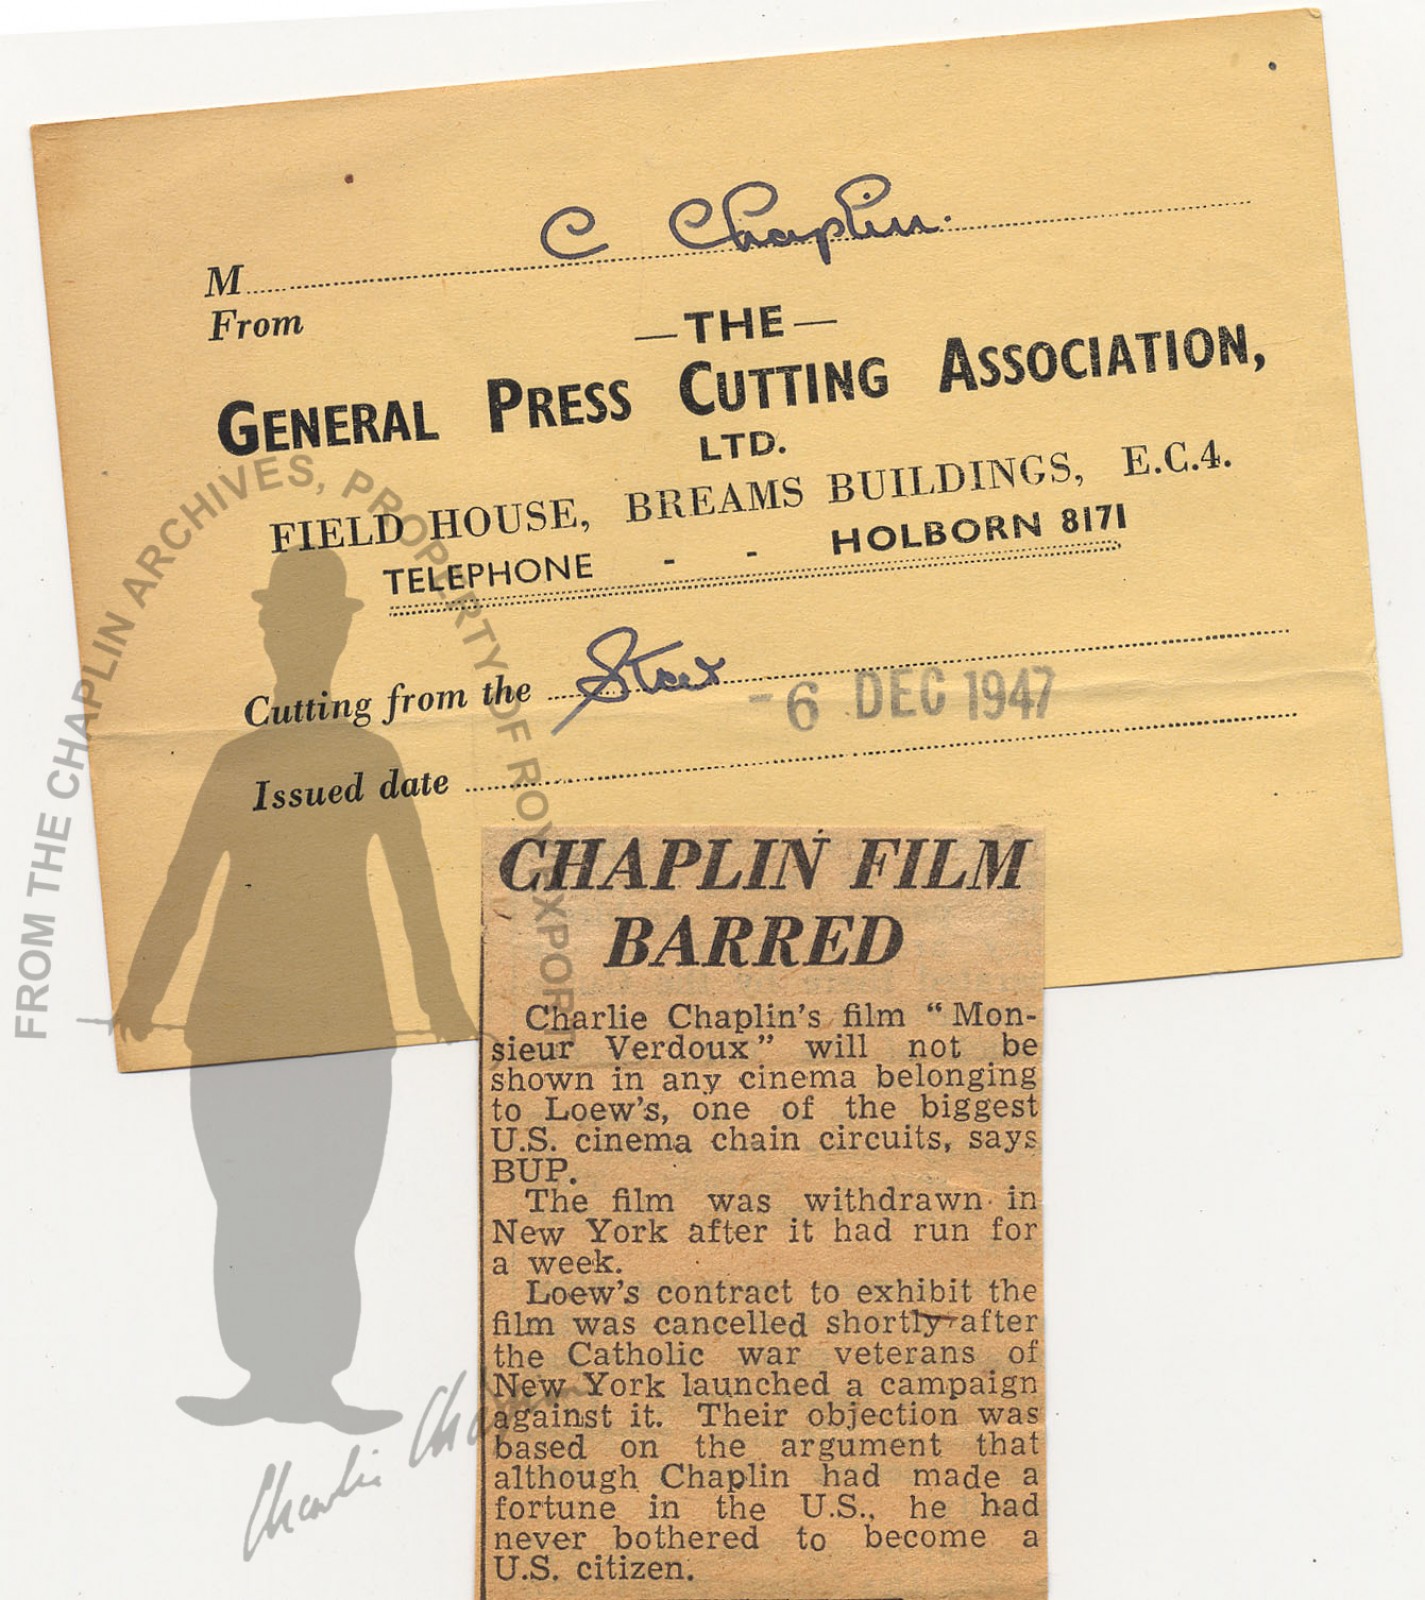 M.......... C Chaplin.
From
—THE—
GENERAL PRESS CUTTING ASSOCIATION,
LTD.
FIELD HOUSE, BREAMS BUILDINGS, E.C.4.
TELEPHONE - - HOLBORN 8171
Cutting from the .......... Star
-6 DEC 1947
Issued date ..........
CHAPLIN FILM
BARRED
Charlie Chaplin's film "Mon-
sieur Verdoux" will not be
shown in any cinema belonging
to Loew's, one of the biggest
U.S. cinema chain circuits, says
BUP.
The film was withdrawn in
New York after it had run for
a week.
Loew's contract to exhibit the
film was cancelled shortly after
the Catholic war veterans of
New York launched a campaign
against it. Their objection was
based on the argument that
although Chaplin had made a
fortune in the U.S., he had
never bothered to become a
U.S. citizen.
FROM THE CHAPLIN ARCHIVES, PROPERTY OF ROY EXPORT
Charlie Chaplin